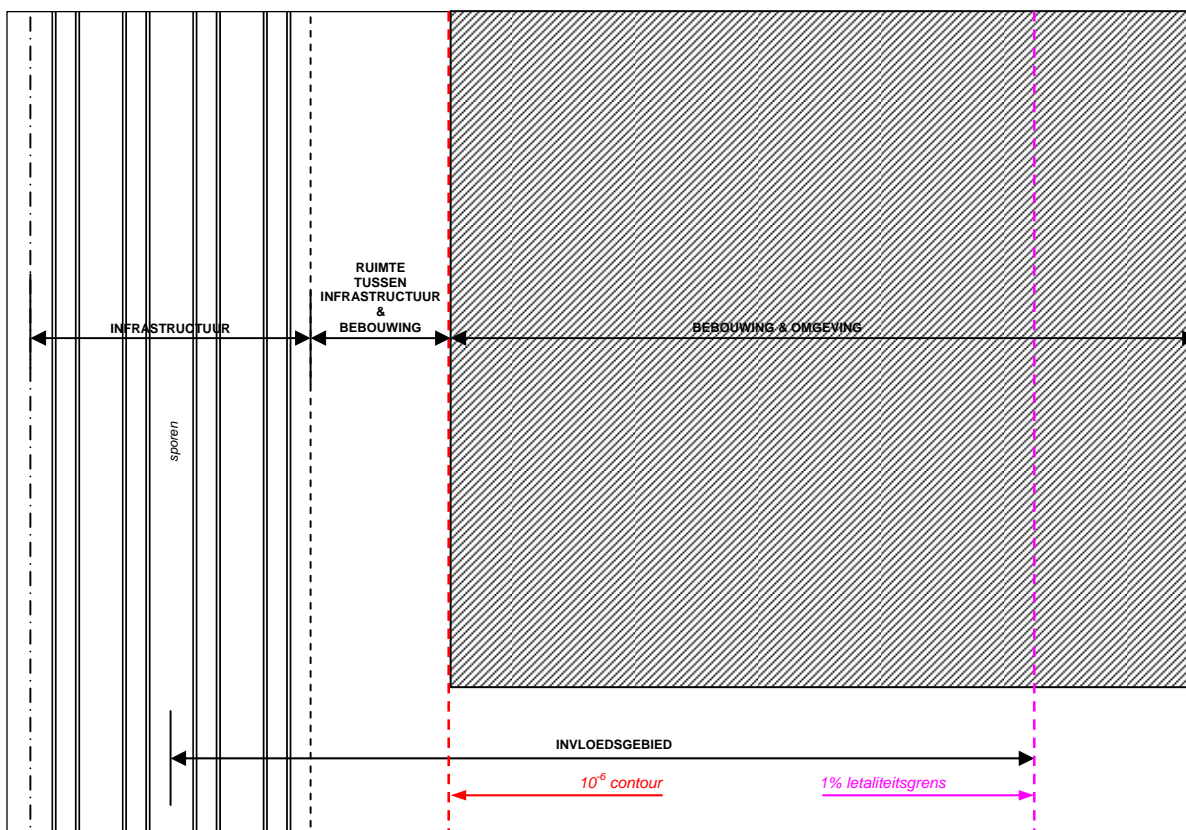 RUIMTE
TUSSEN
INFRASTRUCTUUR
&
BEBOUWING
INFRASTRUCTUUR
BEBOUWING & OMGEVING
sporen
INVLOEDSGEBIED
10⁻⁶ contour
1% letaliteitsgrens